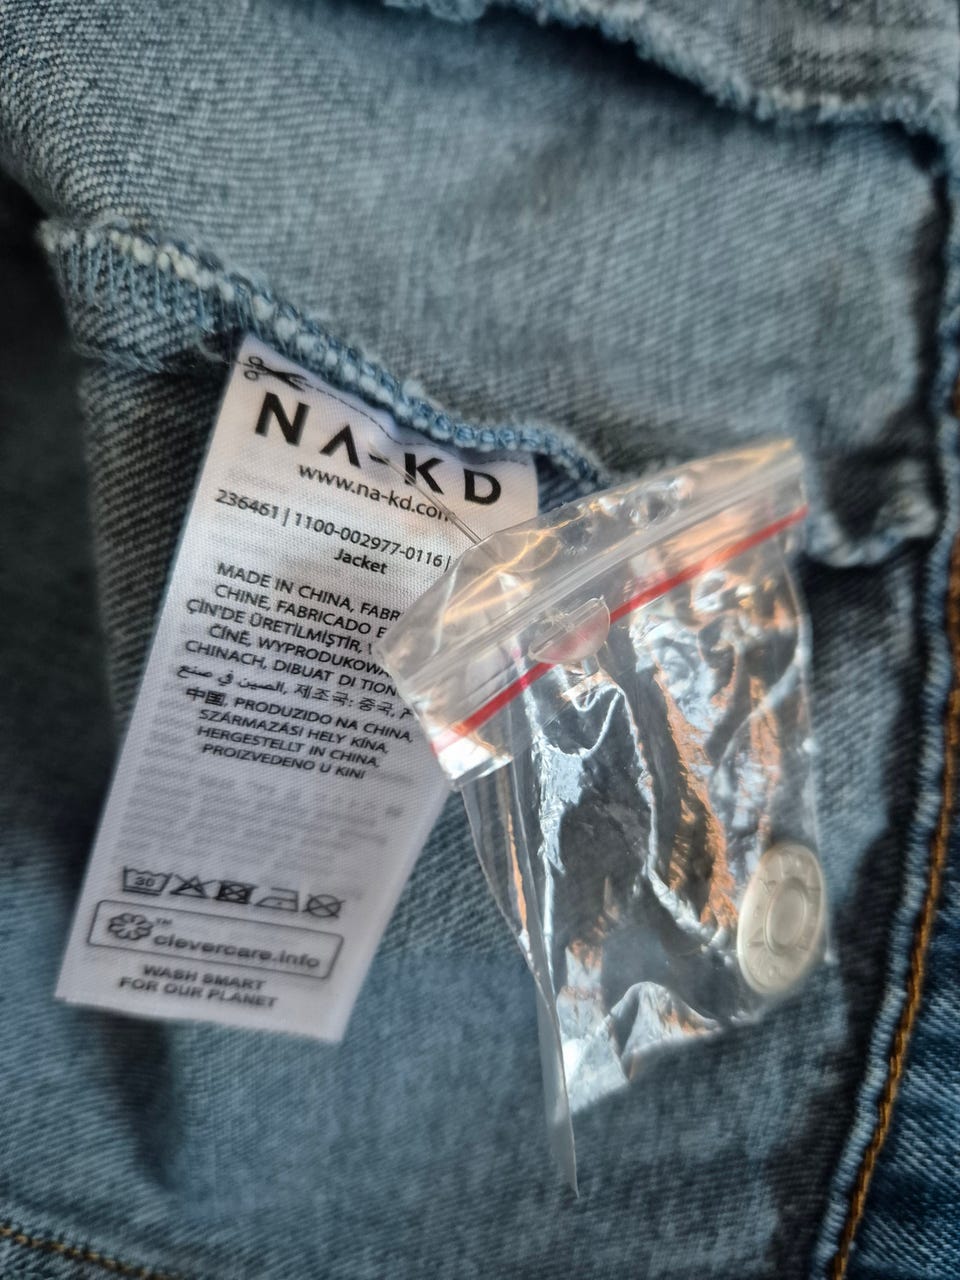 NA-KD
www.na-kd.com
236461 | 1100-002977-0116 |
Jacket
MADE IN CHINA, FABR
CHINE, FABRICADO E
ÇİN'DE ÜRETİLMİŞTİR,
ČÍNĚ, WYPRODUKOWA
CHINACH, DIBUAT DI TION
صنع في الصين, 제조국: 중국,
中国, PRODUZIDO NA CHINA,
SZÁRMAZÁSI HELY KÍNA,
HERGESTELLT IN CHINA,
PROIZVEDENO U KINI
30
clevercare.info™
WASH SMART
FOR OUR PLANET